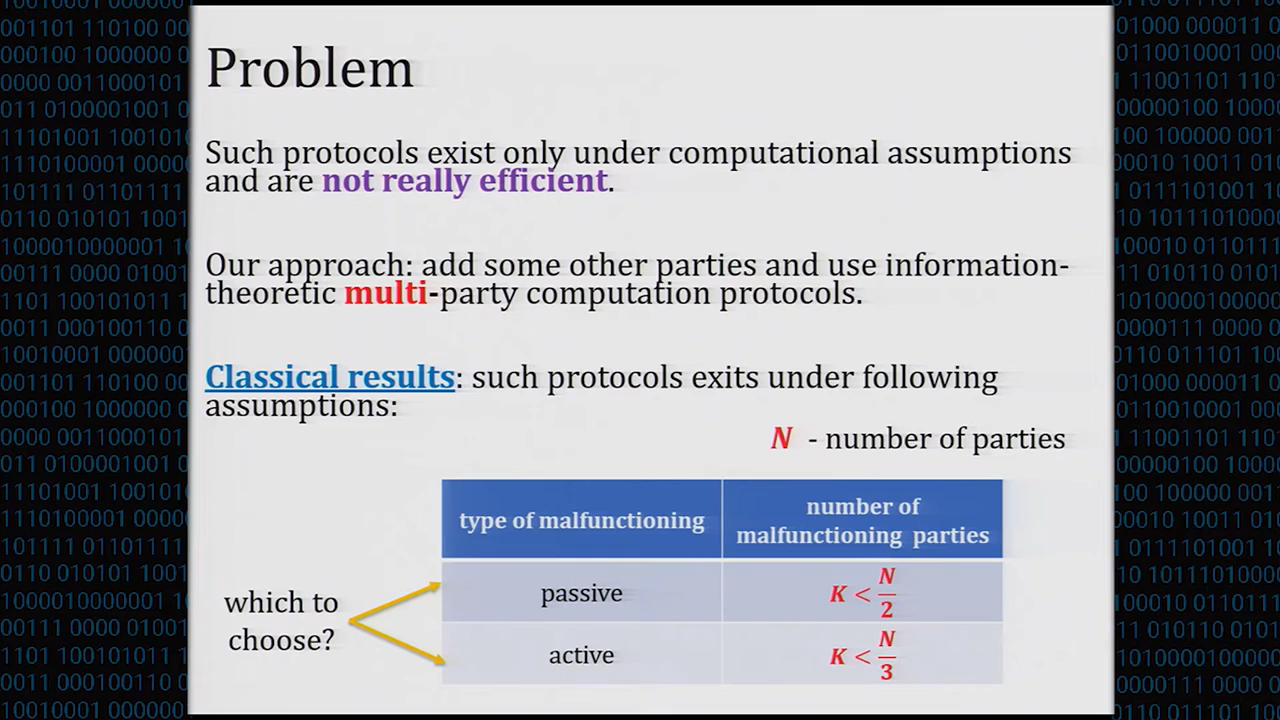 Problem
Such protocols exist only under computational assumptions
and are not really efficient.
Our approach: add some other parties and use information-
theoretic multi-party computation protocols.
Classical results: such protocols exits under following
assumptions:
N - number of parties
type of malfunctioning
number of
malfunctioning parties
which to
choose?
passive
K < N/2
active
K < N/3